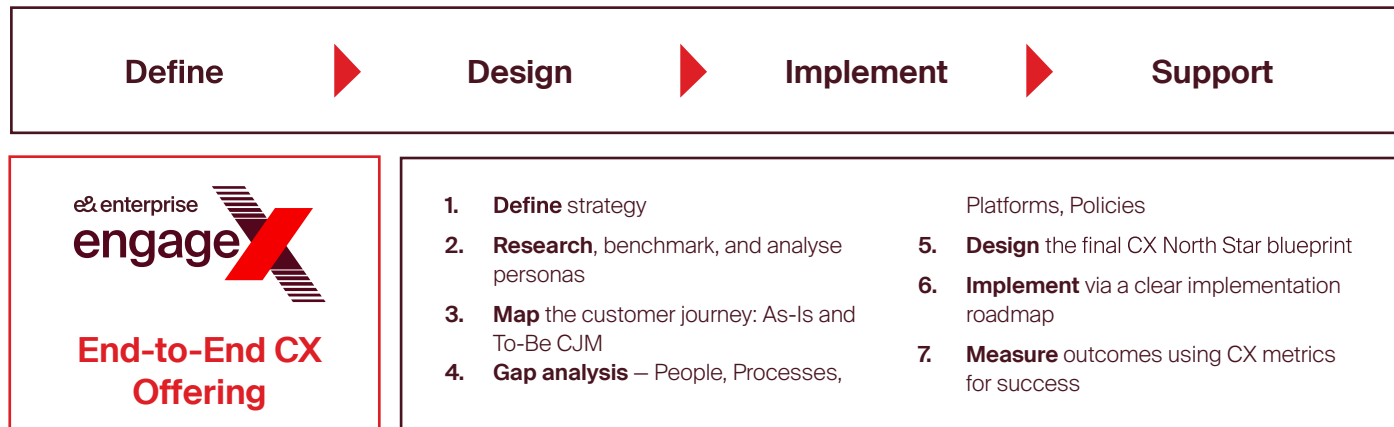 Define
Design
Implement
Support
e& enterprise
engageX
End-to-End CX
Offering
1. Define strategy
2. Research, benchmark, and analyse
personas
3. Map the customer journey: As-Is and
To-Be CJM
4. Gap analysis – People, Processes,
Platforms, Policies
5. Design the final CX North Star blueprint
6. Implement via a clear implementation
roadmap
7. Measure outcomes using CX metrics
for success